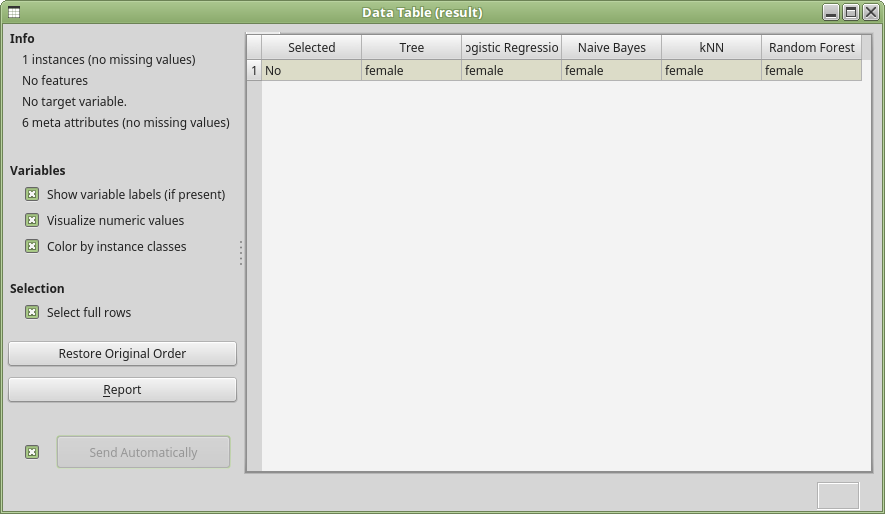 Data Table (result)
Info
1 instances (no missing values)
No features
No target variable.
6 meta attributes (no missing values)
Variables
Show variable labels (if present)
Visualize numeric values
Color by instance classes
Selection
Select full rows
Restore Original Order
Report
Send Automatically
Selected Tree ogistic Regressio Naive Bayes kNN Random Forest
1 No female female female female female